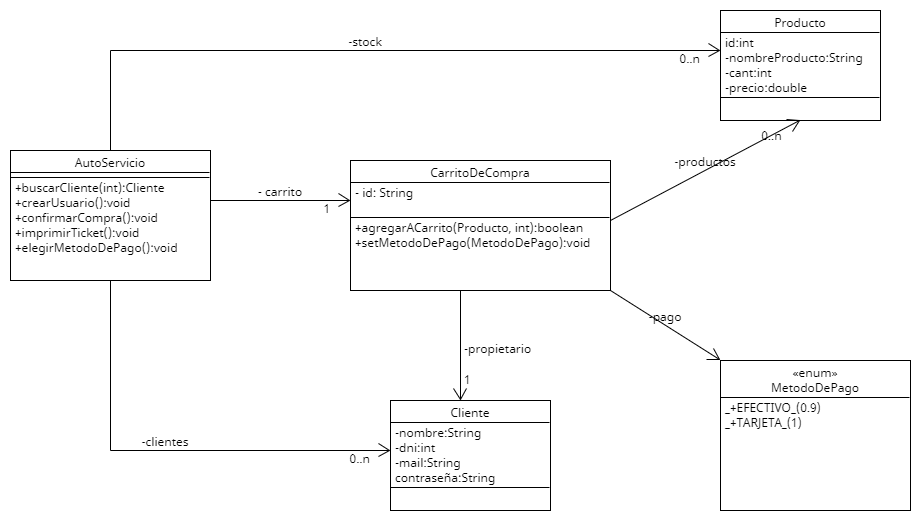 Producto
id:int
-nombreProducto:String
-cant:int
-precio:double
-stock
0..n
AutoServicio
+buscarCliente(int):Cliente
+crearUsuario():void
+confirmarCompra():void
+imprimirTicket():void
+elegirMetodoDePago():void
- carrito
1
CarritoDeCompra
- id: String
+agregarACarrito(Producto, int):boolean
+setMetodoDePago(MetodoDePago):void
-productos
0..n
-pago
-propietario
1
«enum»
MetodoDePago
_+EFECTIVO_(0.9)
_+TARJETA_(1)
Cliente
-nombre:String
-dni:int
-mail:String
contraseña:String
-clientes
0..n